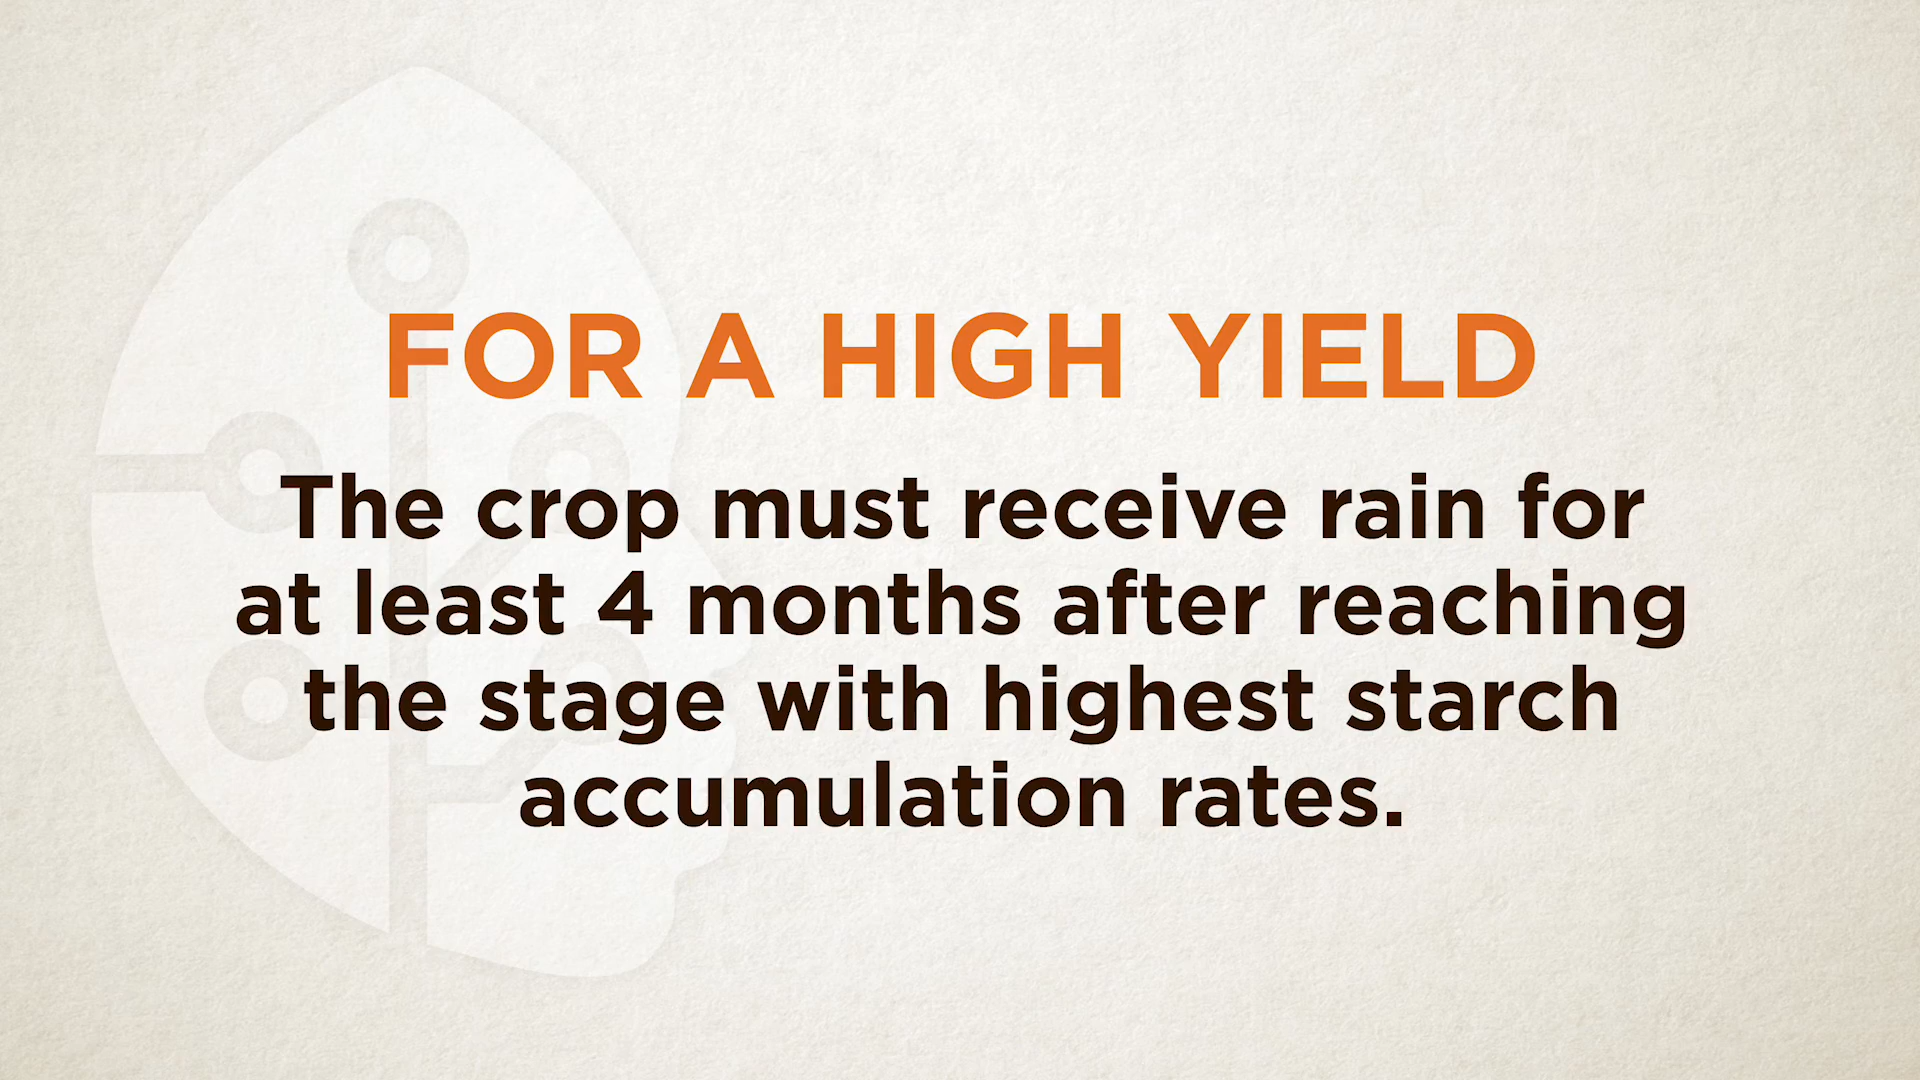 FOR A HIGH YIELD
The crop must receive rain for
at least 4 months after reaching
the stage with highest starch
accumulation rates.